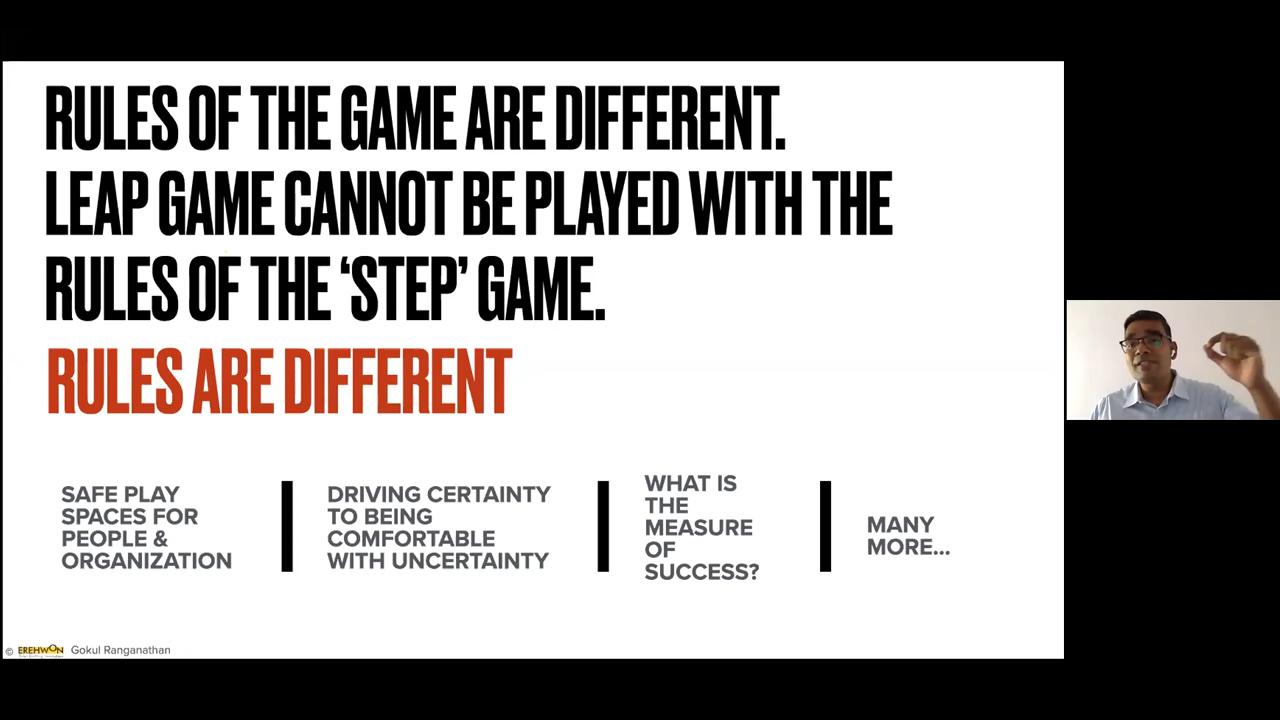 RULES OF THE GAME ARE DIFFERENT.
LEAP GAME CANNOT BE PLAYED WITH THE
RULES OF THE ‘STEP’ GAME.
RULES ARE DIFFERENT
SAFE PLAY
SPACES FOR
PEOPLE &
ORGANIZATION
DRIVING CERTAINTY
TO BEING
COMFORTABLE
WITH UNCERTAINTY
WHAT IS
THE
MEASURE
OF
SUCCESS?
MANY
MORE...
© EREHWON Gokul Ranganathan